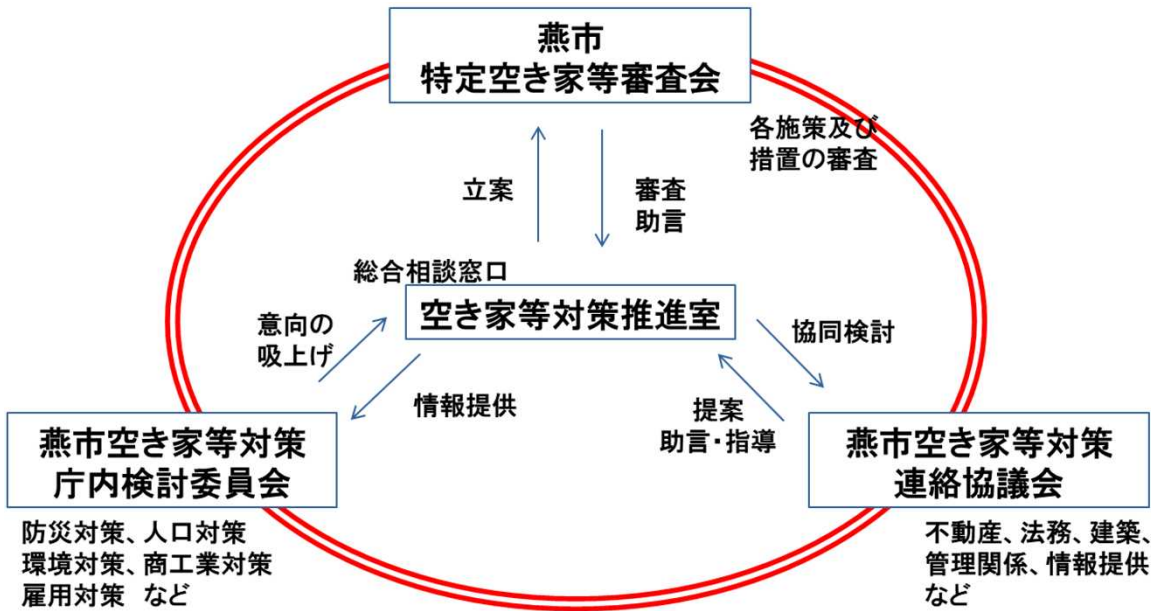 燕市
特定空き家等審査会
各施策及び
措置の審査
立案
審査
助言
総合相談窓口
空き家等対策推進室
意向の
吸上げ
協同検討
情報提供
提案
助言・指導
燕市空き家等対策
庁内検討委員会
燕市空き家等対策
連絡協議会
防災対策、人口対策
環境対策、商工業対策
雇用対策 など
不動産、法務、建築、
管理関係、情報提供
など